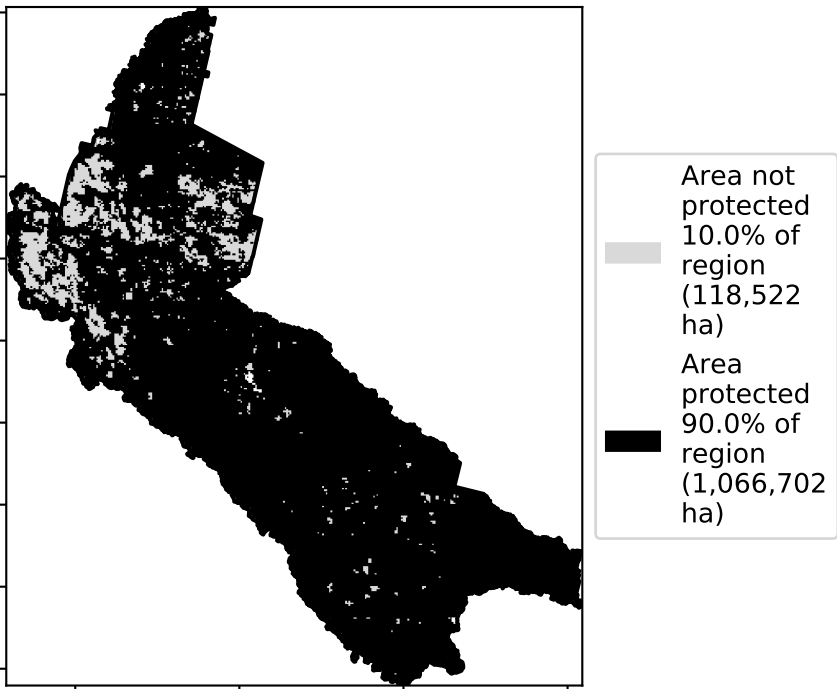 Area not
protected
10.0% of
region
(118,522
ha)
Area
protected
90.0% of
region
(1,066,702
ha)